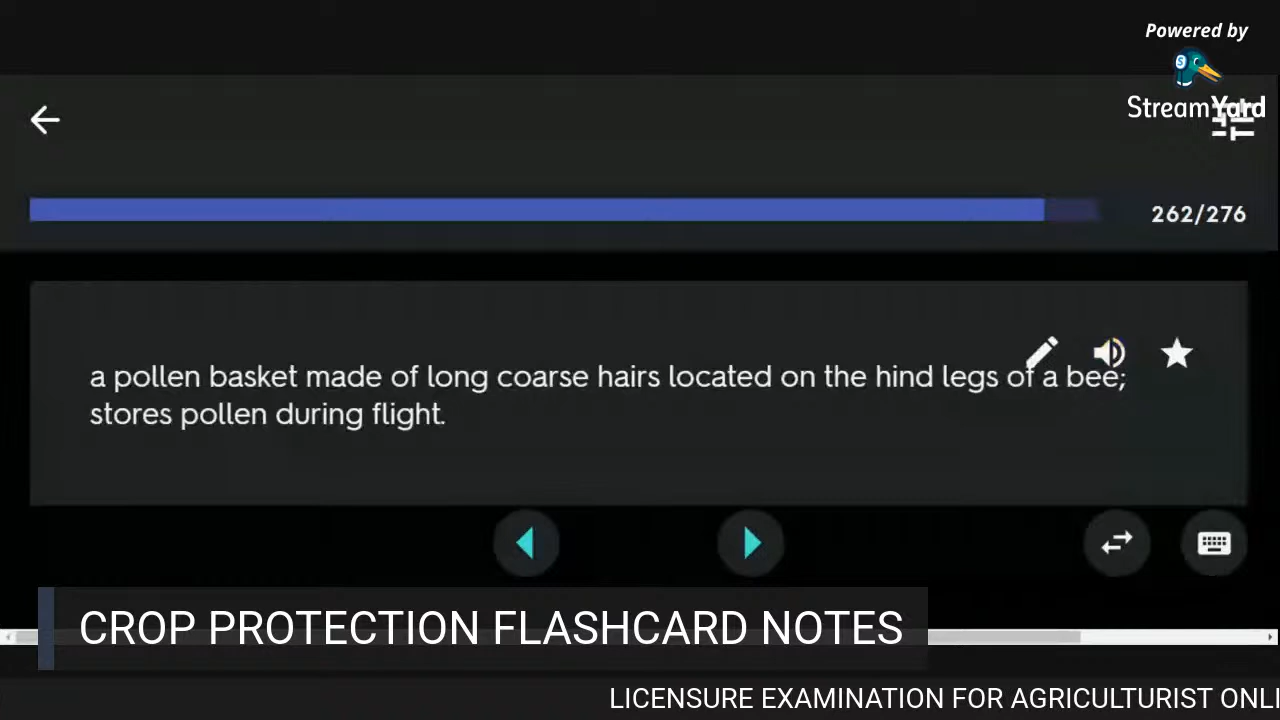 Powered by
StreamYard
262/276
a pollen basket made of long coarse hairs located on the hind legs of a bee;
stores pollen during flight.
CROP PROTECTION FLASHCARD NOTES
LICENSURE EXAMINATION FOR AGRICULTURIST ONLI